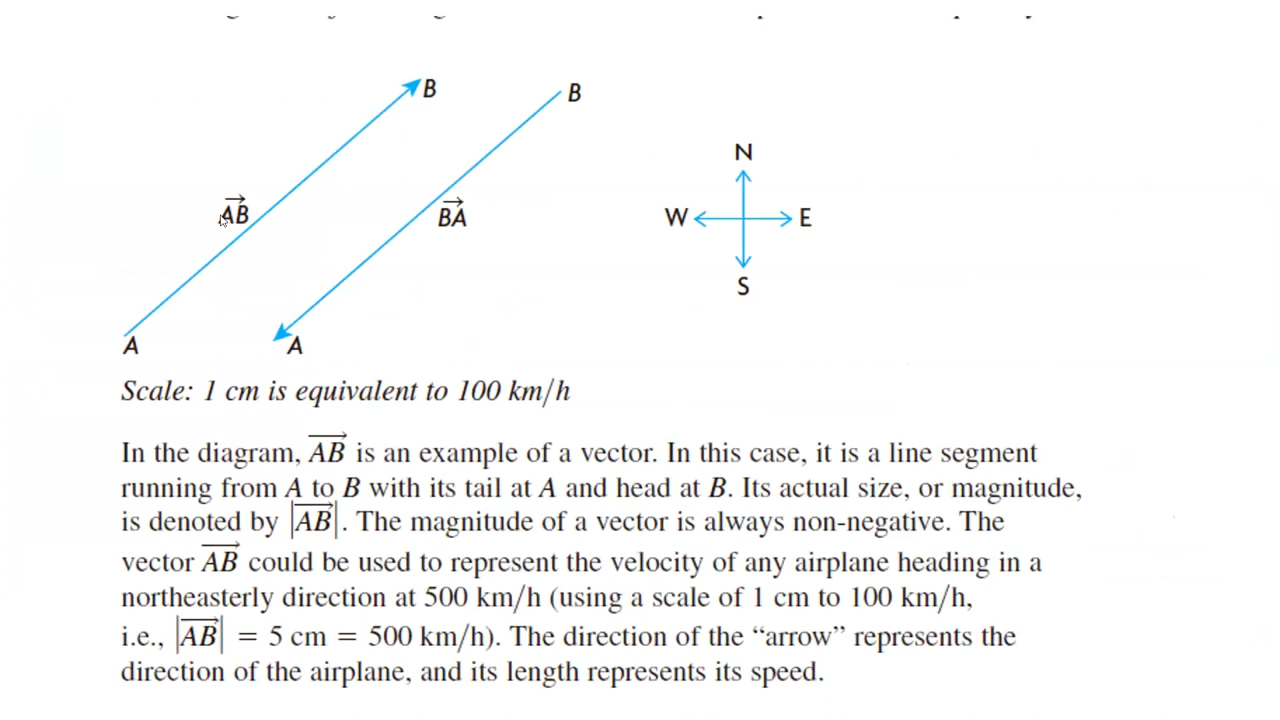 B
B
N
AB
BA
W E
S
A
A
Scale: 1 cm is equivalent to 100 km/h
In the diagram, AB is an example of a vector. In this case, it is a line segment
running from A to B with its tail at A and head at B. Its actual size, or magnitude,
is denoted by |AB|. The magnitude of a vector is always non-negative. The
vector AB could be used to represent the velocity of any airplane heading in a
northeasterly direction at 500 km/h (using a scale of 1 cm to 100 km/h,
i.e., |AB| = 5 cm = 500 km/h). The direction of the “arrow” represents the
direction of the airplane, and its length represents its speed.